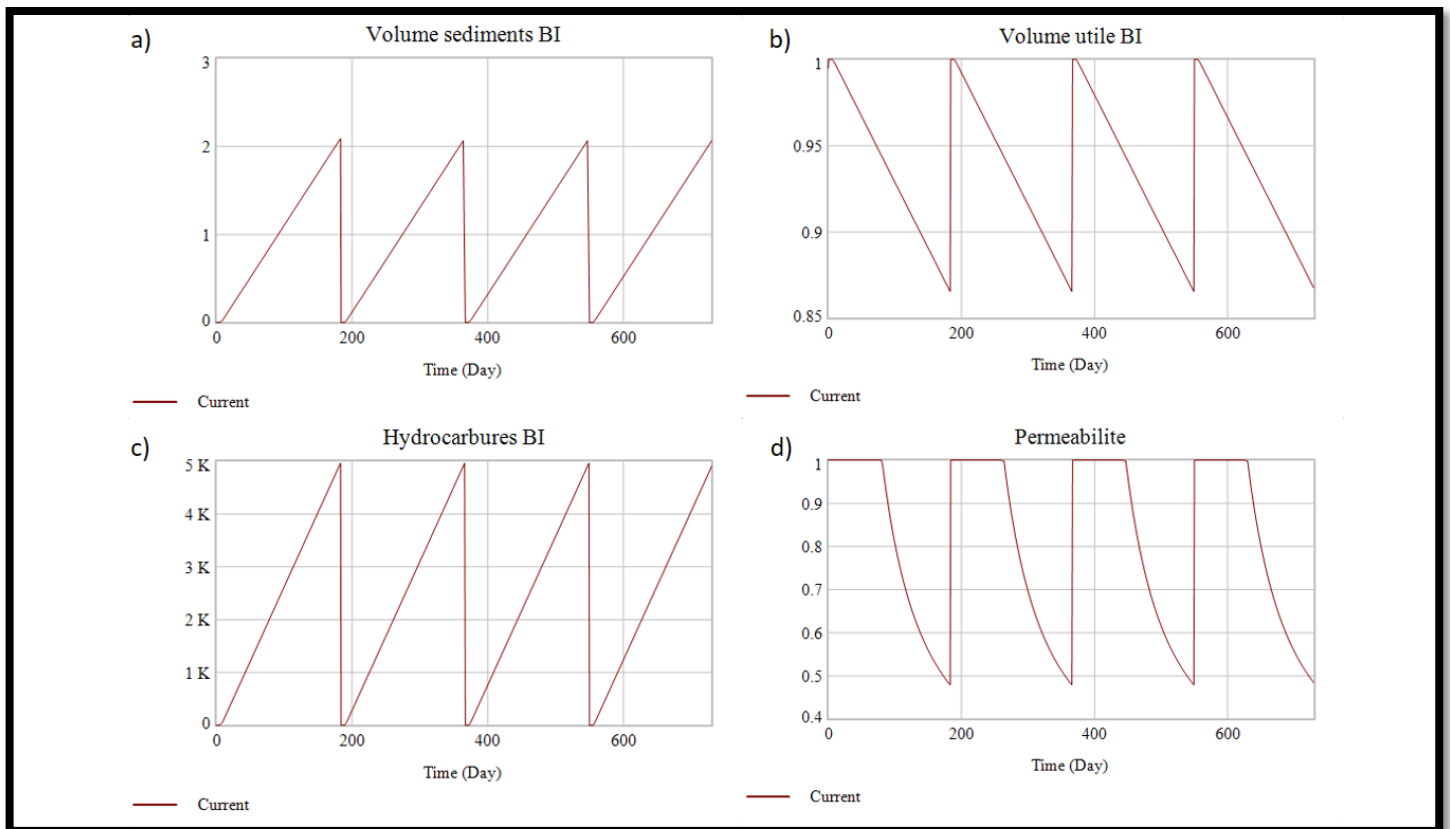 a)
Volume sediments BI
3
2
1
0
0 200 400 600
Time (Day)
Current
b)
Volume utile BI
1
0.95
0.9
0.85
0 200 400 600
Time (Day)
Current
c)
Hydrocarbures BI
5 K
4 K
3 K
2 K
1 K
0
0 200 400 600
Time (Day)
Current
d)
Permeabilite
1
0.9
0.8
0.7
0.6
0.5
0.4
0 200 400 600
Time (Day)
Current